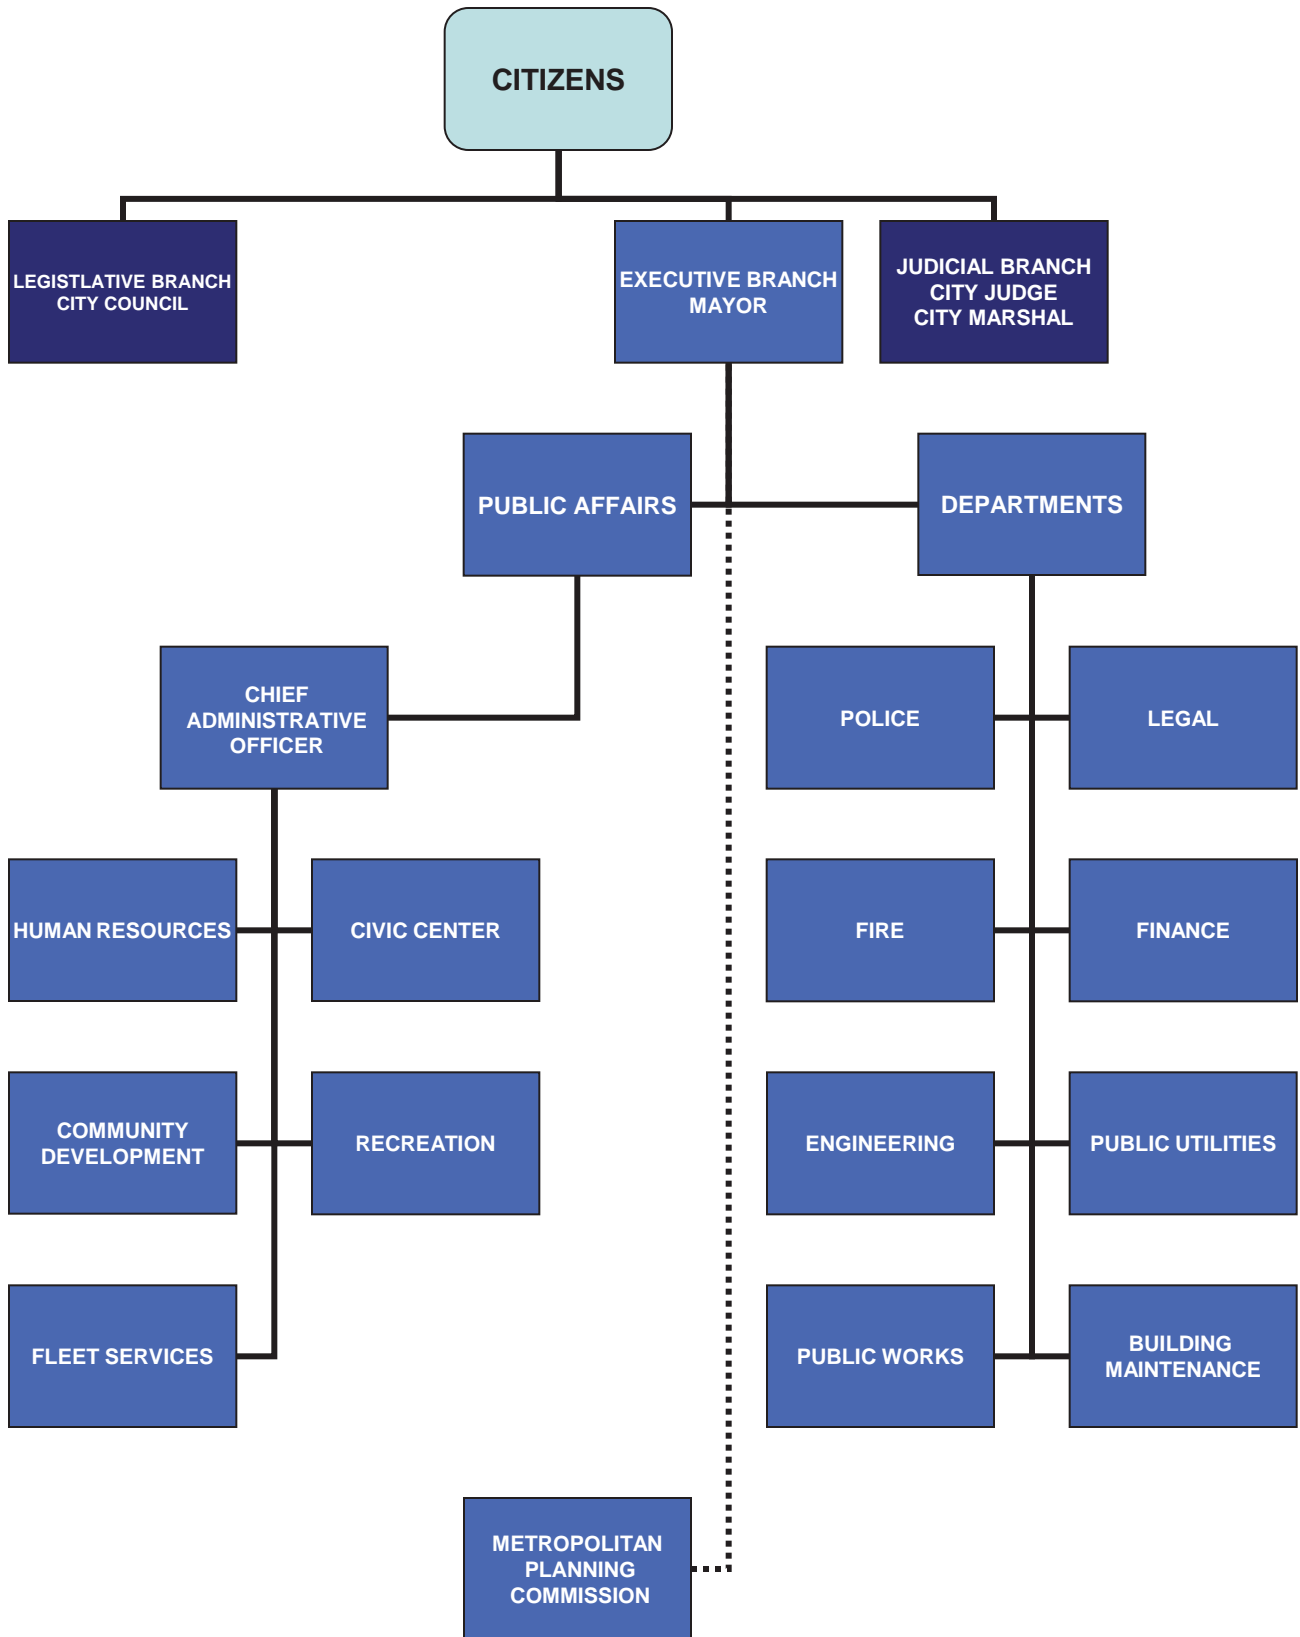 CITIZENS
LEGISTLATIVE BRANCH
CITY COUNCIL
EXECUTIVE BRANCH
MAYOR
JUDICIAL BRANCH
CITY JUDGE
CITY MARSHAL
PUBLIC AFFAIRS
DEPARTMENTS
CHIEF
ADMINISTRATIVE
OFFICER
POLICE
LEGAL
HUMAN RESOURCES
CIVIC CENTER
FIRE
FINANCE
COMMUNITY
DEVELOPMENT
RECREATION
ENGINEERING
PUBLIC UTILITIES
FLEET SERVICES
PUBLIC WORKS
BUILDING
MAINTENANCE
METROPOLITAN
PLANNING
COMMISSION